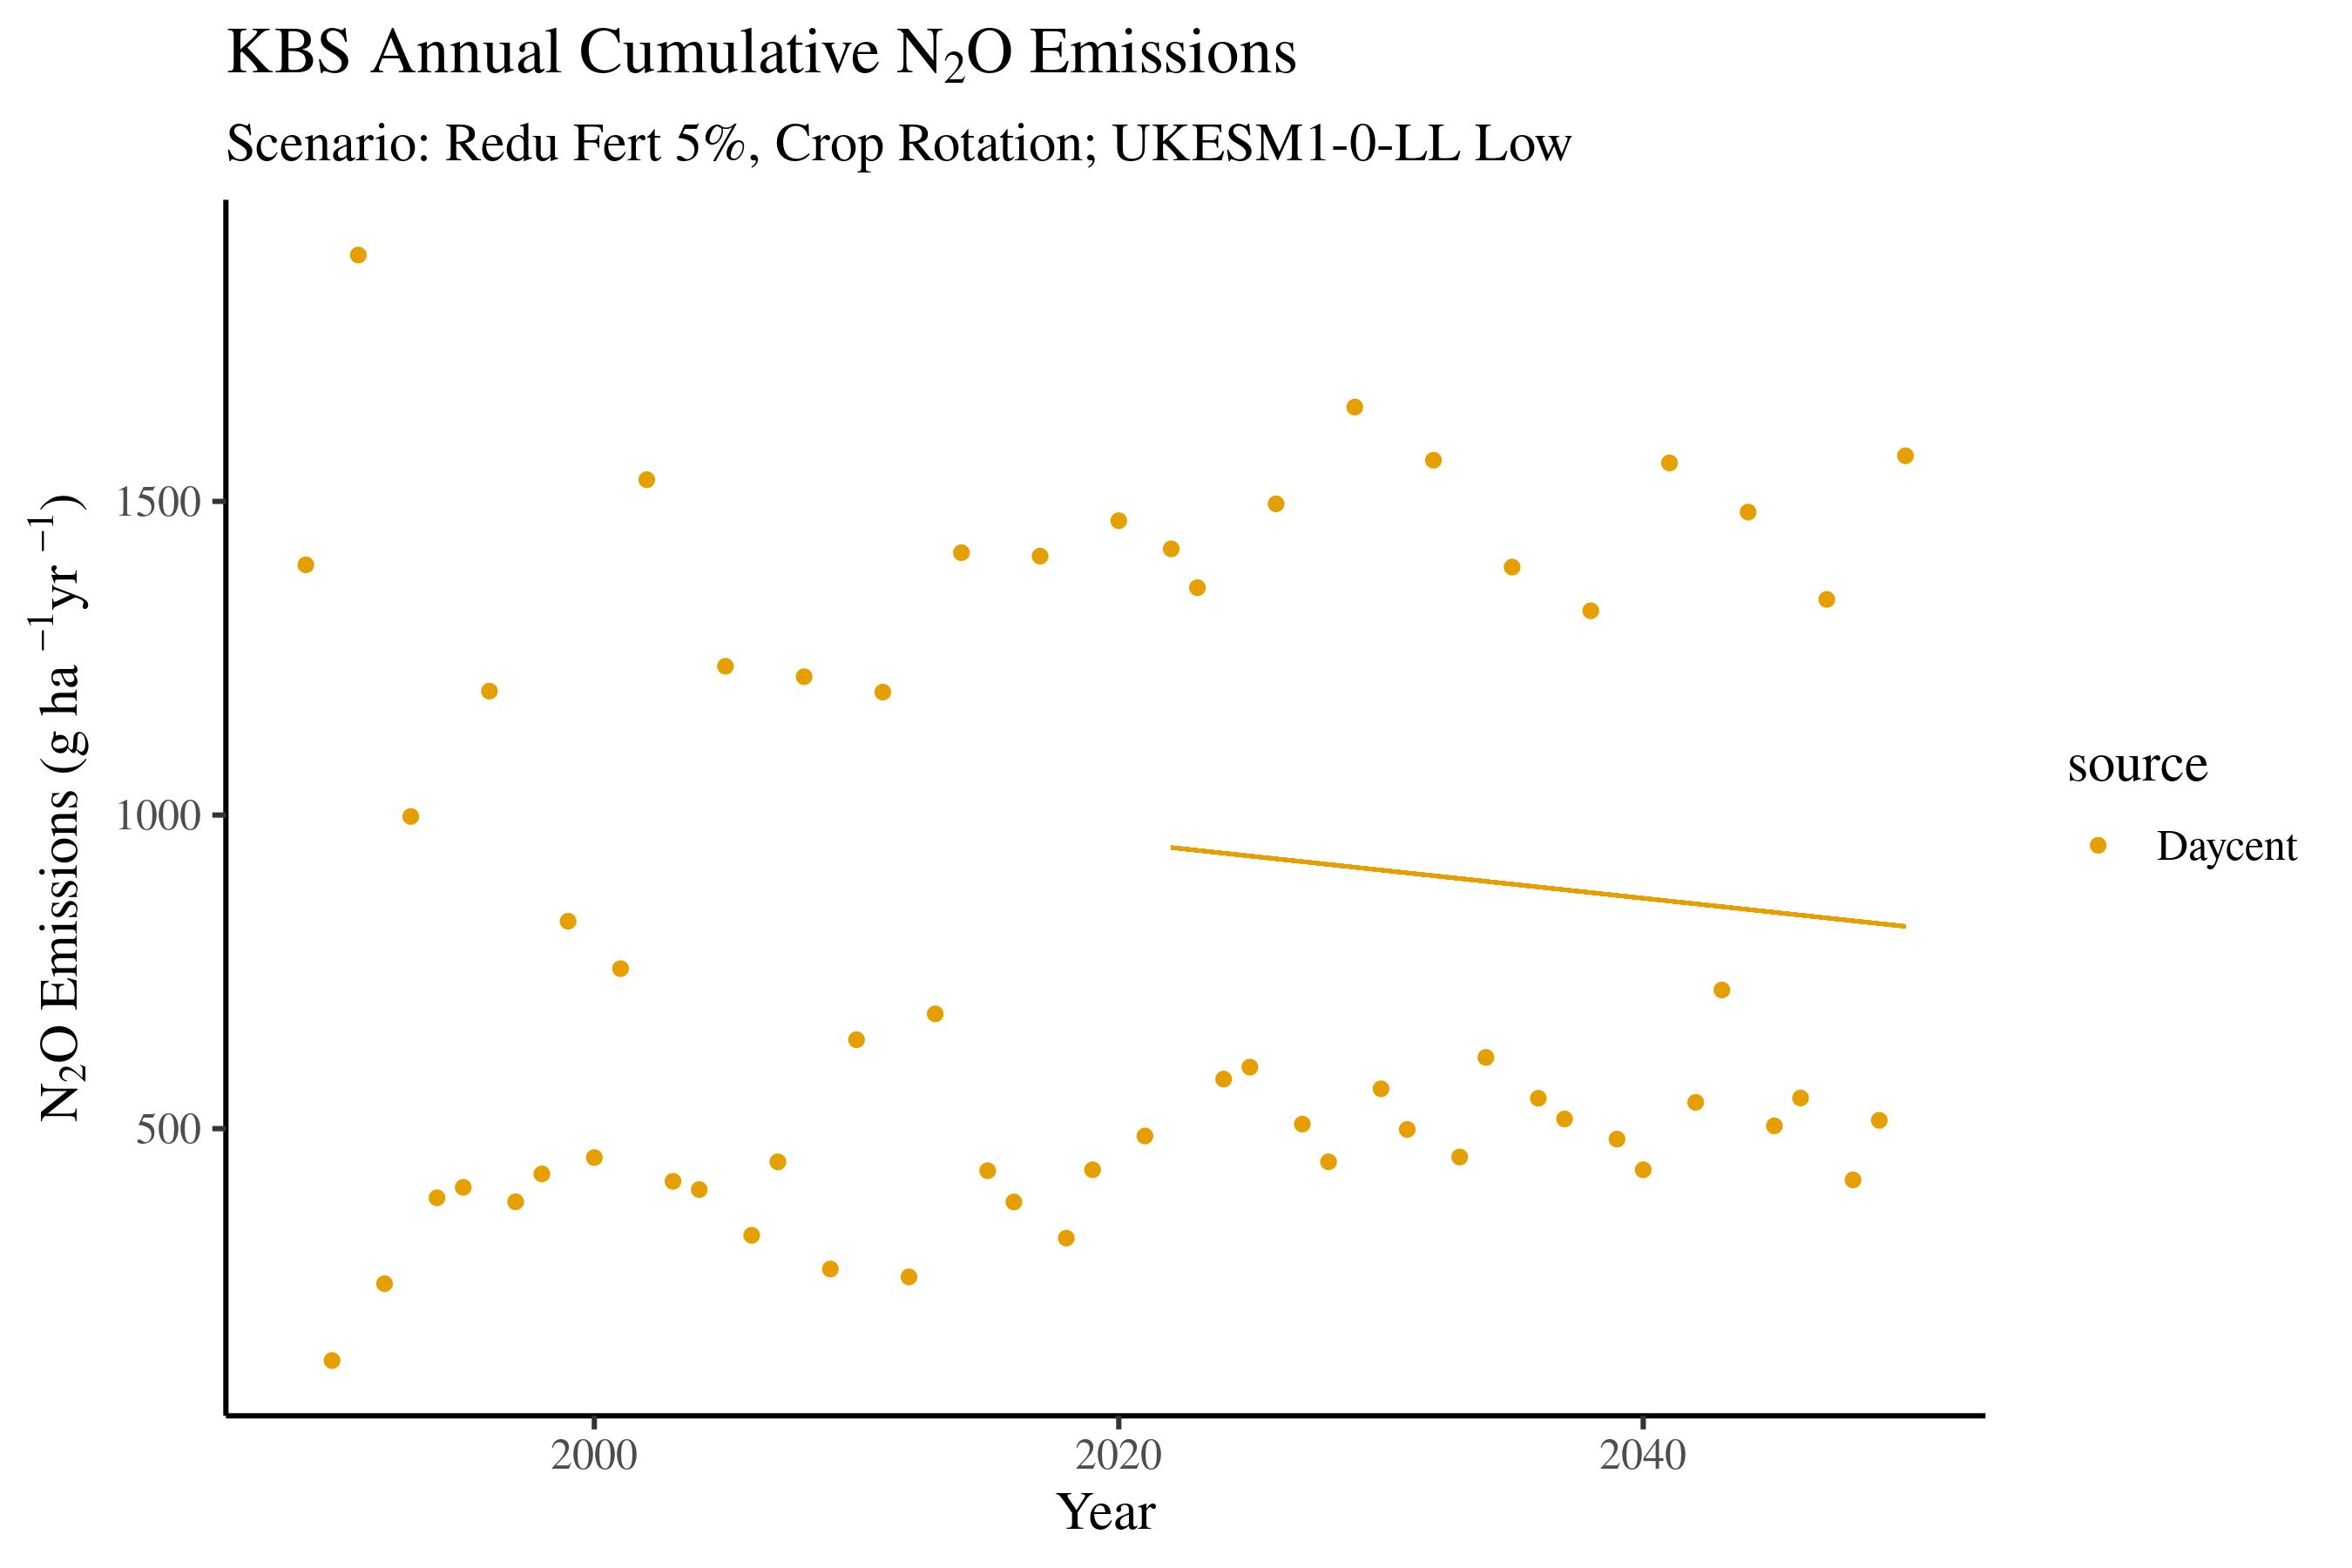 KBS Annual Cumulative N₂O Emissions
Scenario: Redu Fert 5%, Crop Rotation; UKESM1-0-LL Low
N₂O Emissions (g ha⁻¹yr⁻¹)
1500
1000
500
2000 2020 2040
Year
source
Daycent